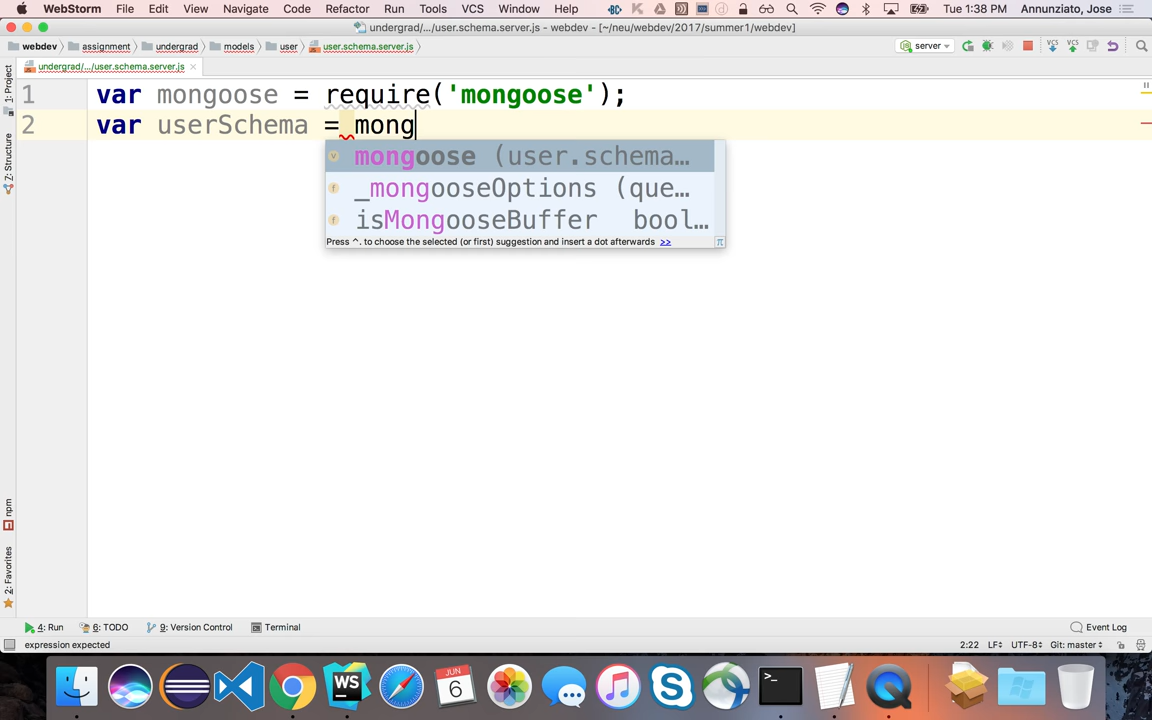 WebStorm File Edit View Navigate Code Refactor Run Tools VCS Window Help Tue 1:38 PM Annunziato, Jose
undergrad/.../user.schema.server.js - webdev - [~/neu/webdev/2017/summer1/webdev]
webdev assignment undergrad models user user.schema.server.js server VCS VCS
undergrad/.../user.schema.server.js
1: Project
7: Structure
npm
2: Favorites
1 var mongoose = require('mongoose');
2 var userSchema = mong
mongoose (user.schema…
_mongooseOptions (que…
isMongooseBuffer bool…
Press ^. to choose the selected (or first) suggestion and insert a dot afterwards >> π
4: Run 6: TODO 9: Version Control Terminal Event Log
expression expected 2:22 LF UTF-8 Git: master
WS JUN 6 >_